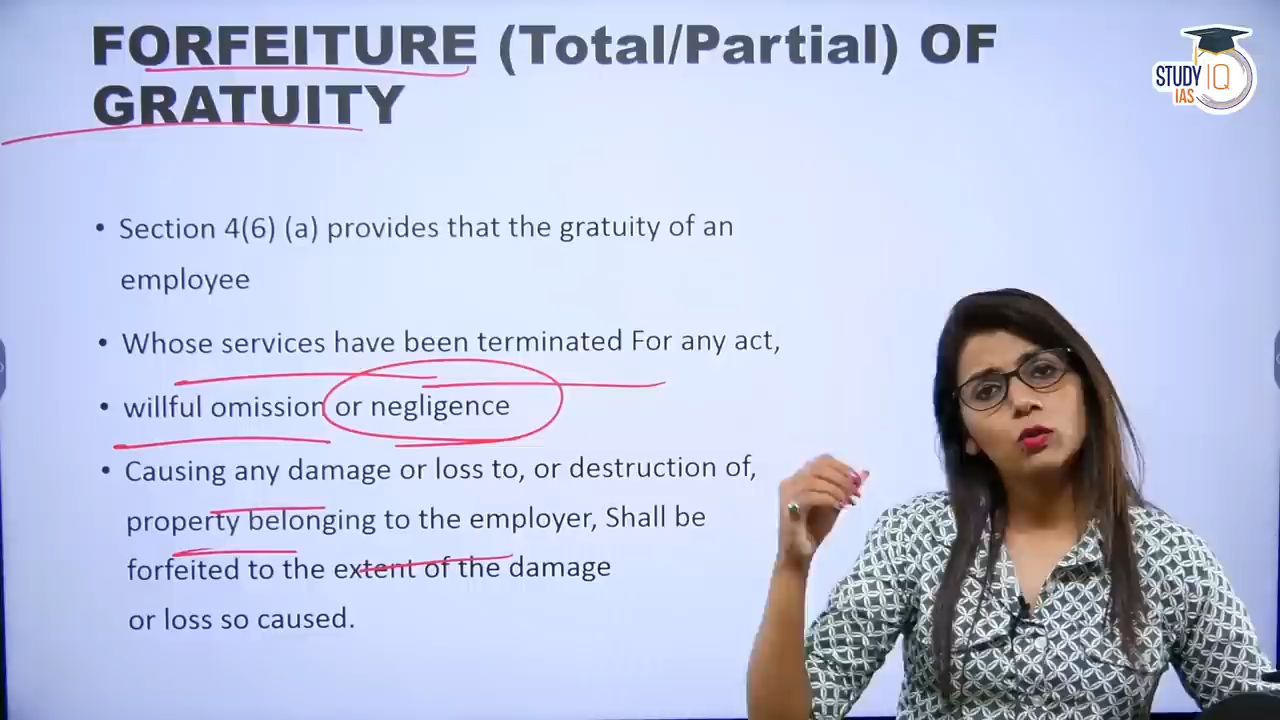 FORFEITURE (Total/Partial) OF
GRATUITY
STUDY IQ
IAS
• Section 4(6) (a) provides that the gratuity of an
employee
• Whose services have been terminated For any act,
• willful omission or negligence
• Causing any damage or loss to, or destruction of,
property belonging to the employer, Shall be
forfeited to the extent of the damage
or loss so caused.